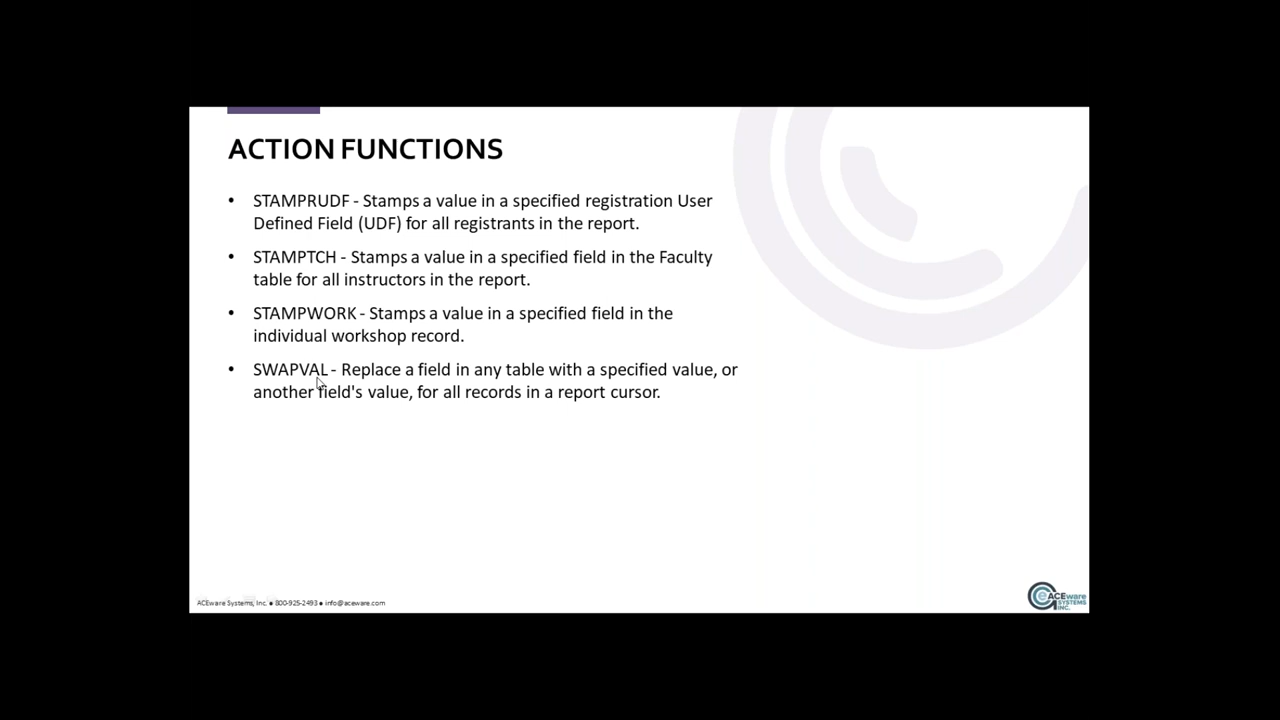 ACTION FUNCTIONS
• STAMPRUDF - Stamps a value in a specified registration User
Defined Field (UDF) for all registrants in the report.
• STAMPTCH - Stamps a value in a specified field in the Faculty
table for all instructors in the report.
• STAMPWORK - Stamps a value in a specified field in the
individual workshop record.
• SWAPVAL - Replace a field in any table with a specified value, or
another field's value, for all records in a report cursor.
ACEware Systems, Inc. ● 800-925-2493 ● info@aceware.com
ACEware
SYSTEMS
INC.